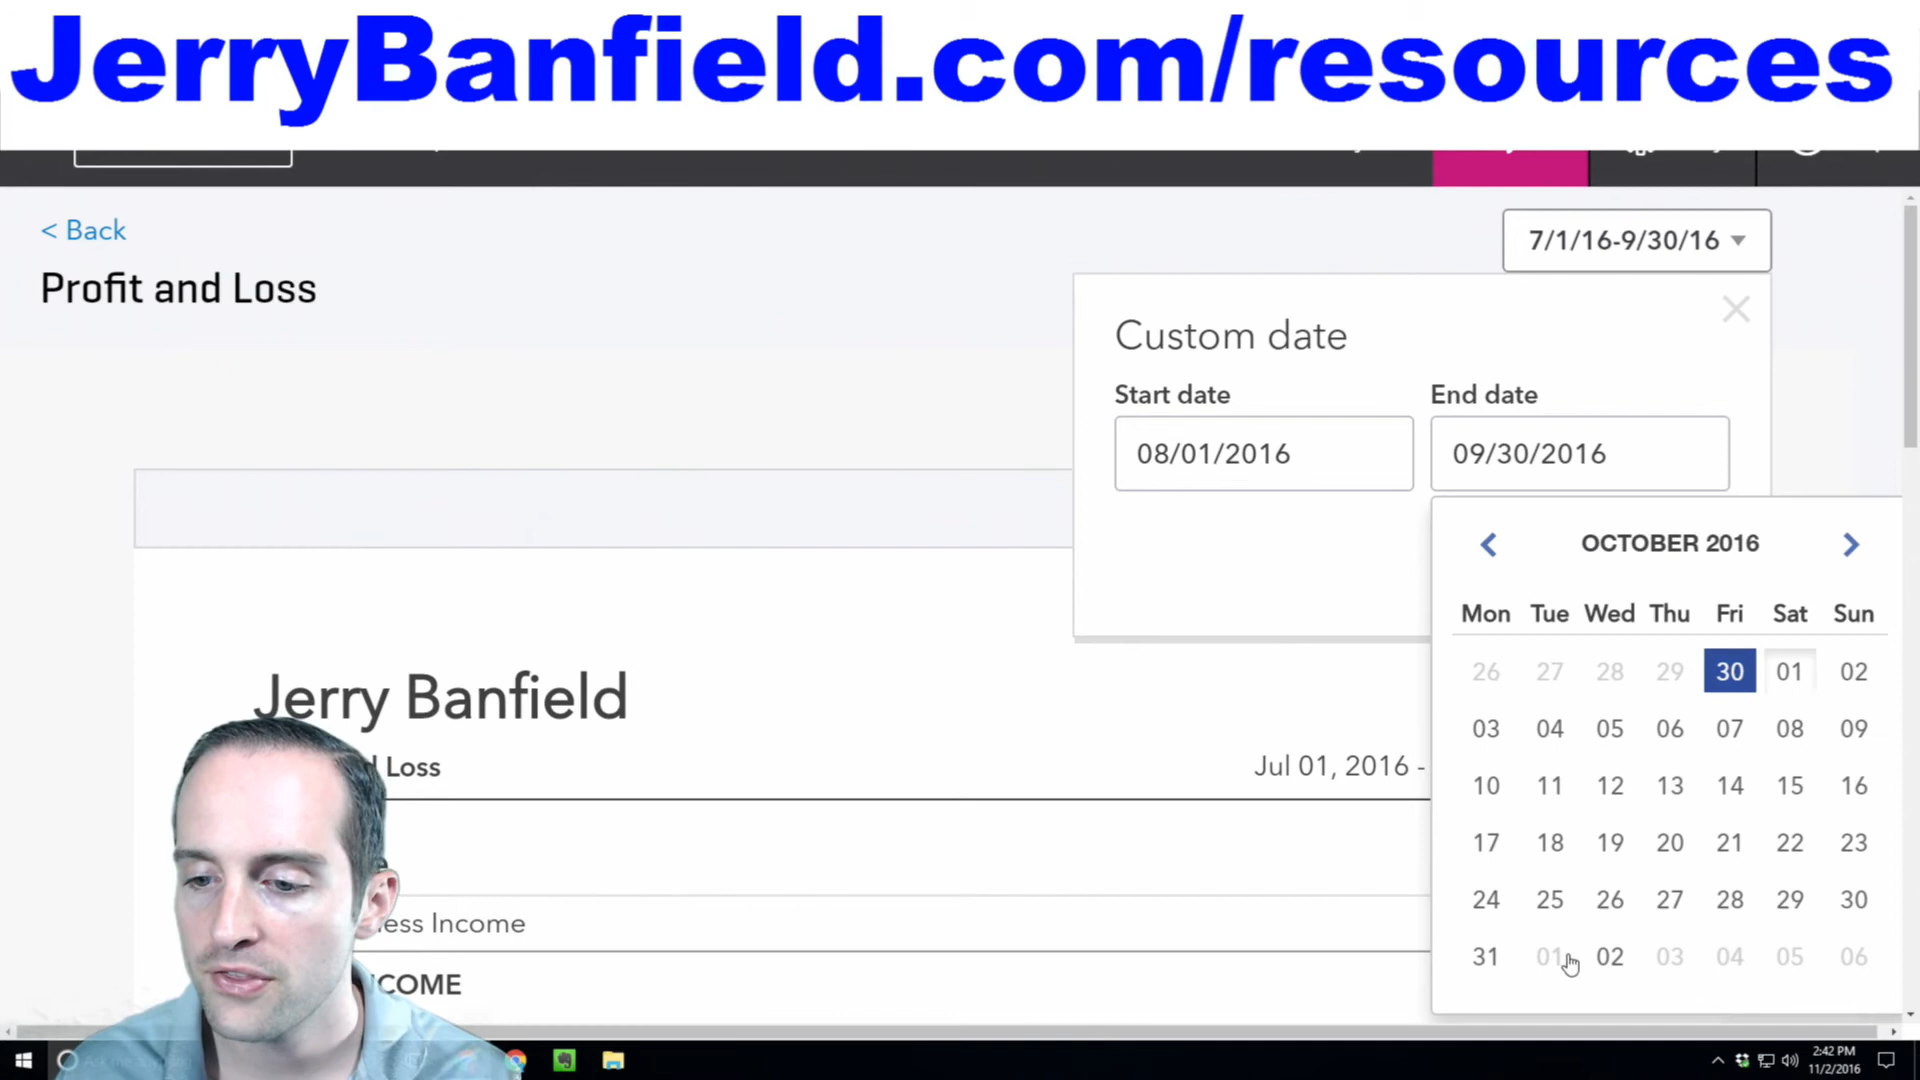 JerryBanfield.com/resources
< Back
7/1/16-9/30/16
Profit and Loss
Custom date
Start date
End date
08/01/2016
09/30/2016
OCTOBER 2016
Mon Tue Wed Thu Fri Sat Sun
26 27 28 29 30 01 02
03 04 05 06 07 08 09
10 11 12 13 14 15 16
17 18 19 20 21 22 23
24 25 26 27 28 29 30
31 01 02 03 04 05 06
Jerry Banfield
Loss
Jul 01, 2016 -
ess Income
COME
2:42 PM
11/2/2016